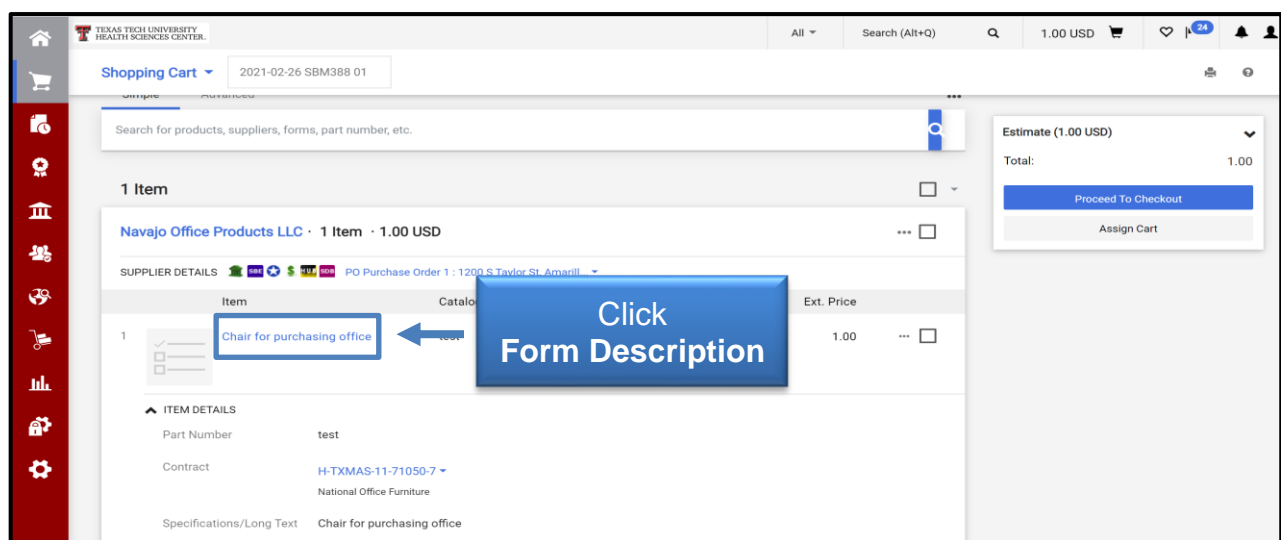 TEXAS TECH UNIVERSITY
HEALTH SCIENCES CENTER.
All
Search (Alt+Q)
1.00 USD
24
Shopping Cart
2021-02-26 SBM388 01
Simple Advanced
Search for products, suppliers, forms, part number, etc.
Estimate (1.00 USD)
Total: 1.00
Proceed To Checkout
Assign Cart
1 Item
Navajo Office Products LLC · 1 Item · 1.00 USD
SUPPLIER DETAILS SBE $ HUB SDB PO Purchase Order 1 : 1200 S Taylor St, Amarill...
Item Ext. Price
Click
Form Description
1 Chair for purchasing office test 1.00
ITEM DETAILS
Part Number test
Contract H-TXMAS-11-71050-7
National Office Furniture
Specifications/Long Text Chair for purchasing office